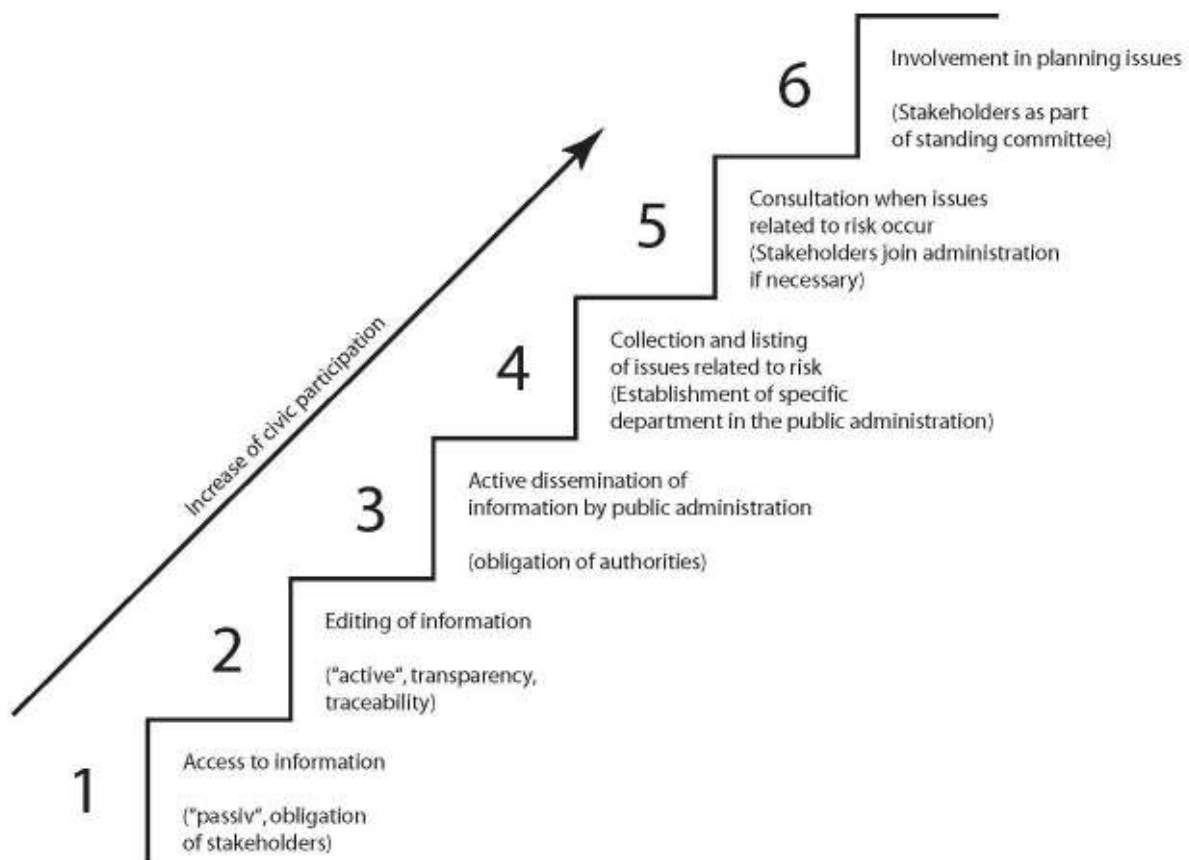 6
Involvement in planning issues
(Stakeholders as part
of standing committee)
5
Consultation when issues
related to risk occur
(Stakeholders join administration
if necessary)
4
Collection and listing
of issues related to risk
(Establishment of specific
department in the public administration)
Increase of civic participation
3
Active dissemination of
information by public administration
(obligation of authorities)
2
Editing of information
("active", transparency,
traceability)
1
Access to information
("passiv", obligation
of stakeholders)